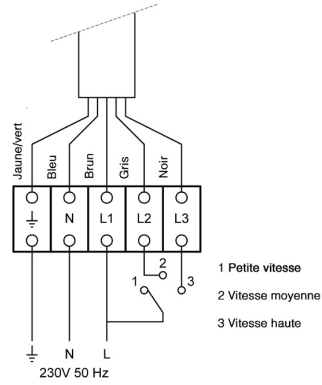 Jaune/vert
Bleu
Brun
Gris
Noir
N
L1
L2
L3
2
1
3
1 Petite vitesse
2 Vitesse moyenne
3 Vitesse haute
N
L
230V 50 Hz